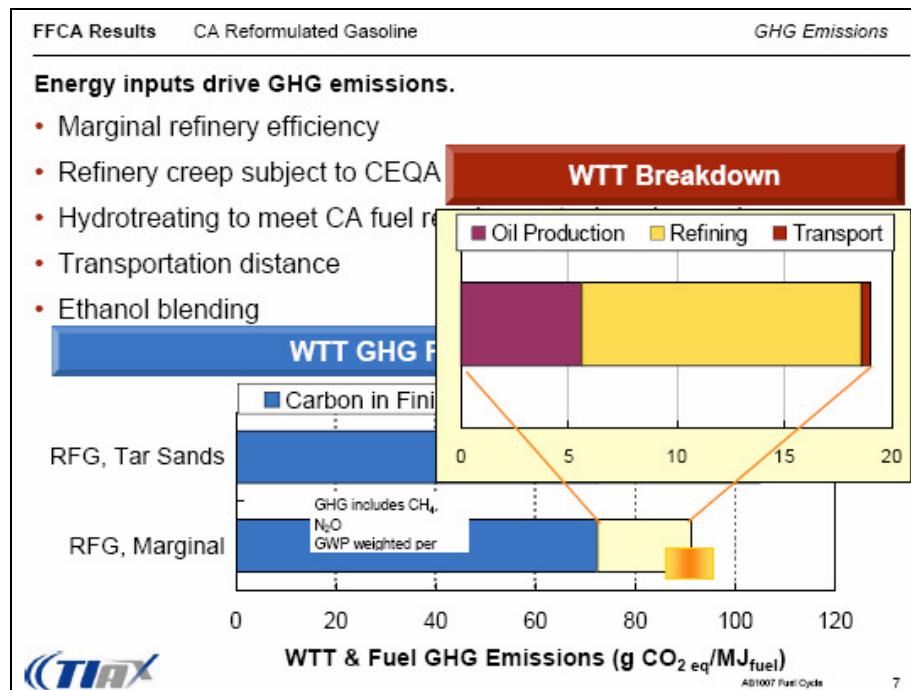 FFCA Results CA Reformulated Gasoline GHG Emissions
Energy inputs drive GHG emissions.
• Marginal refinery efficiency
• Refinery creep subject to CEQA
• Hydrotreating to meet CA fuel re
• Transportation distance
• Ethanol blending
WTT Breakdown
Oil Production Refining Transport
0 5 10 15 20
WTT GHG
Carbon in Fini
RFG, Tar Sands
GHG includes CH₄,
N₂O
GWP weighted per
RFG, Marginal
0 20 40 60 80 100 120
WTT & Fuel GHG Emissions (g CO₂ eq/MJfuel)
TIAX
AB1007 Fuel Cycle 7